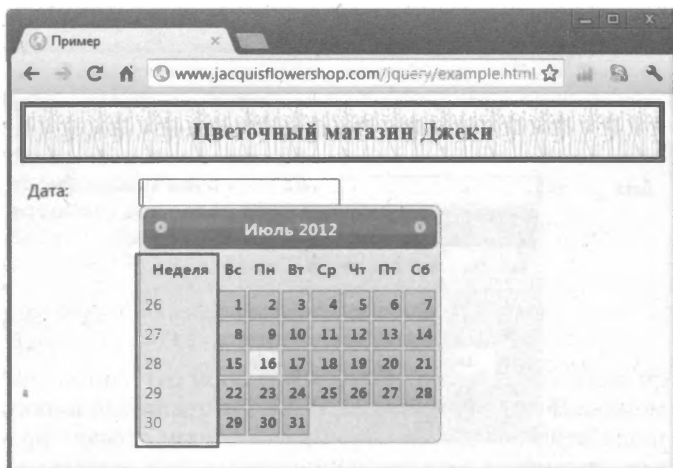 Пример
www.jacquisflowershop.com/jquery/example.html
Цветочный магазин Джеки
Дата:
Июль 2012
Неделя Вс Пн Вт Ср Чт Пт Сб
26 1 2 3 4 5 6 7
27 8 9 10 11 12 13 14
28 15 16 17 18 19 20 21
29 22 23 24 25 26 27 28
30 29 30 31